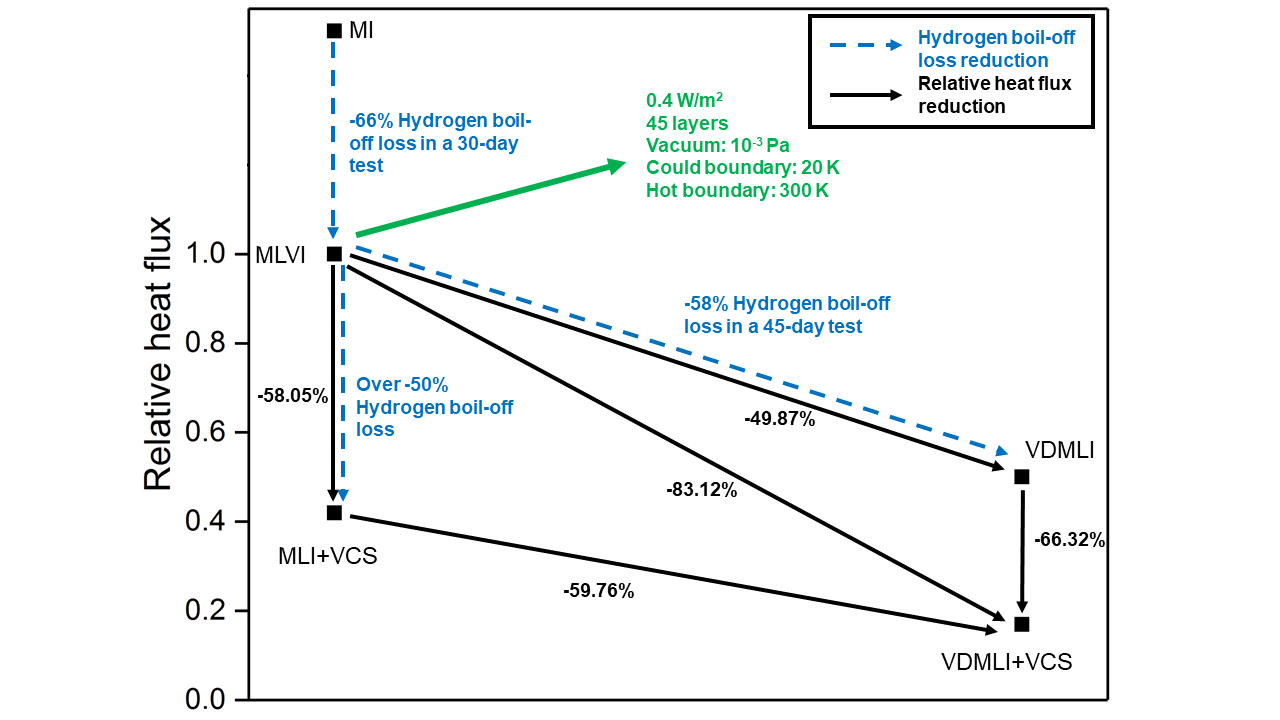 MI
Hydrogen boil-off
loss reduction
Relative heat flux
reduction
-66% Hydrogen boil-
off loss in a 30-day
test
0.4 W/m²
45 layers
Vacuum: 10⁻³ Pa
Could boundary: 20 K
Hot boundary: 300 K
Relative heat flux
1.0
0.8
0.6
0.4
0.2
0.0
MLVI
-58% Hydrogen boil-off
loss in a 45-day test
-58.05%
Over -50%
Hydrogen boil-off
loss
-49.87%
VDMLI
-83.12%
-66.32%
MLI+VCS
-59.76%
VDMLI+VCS